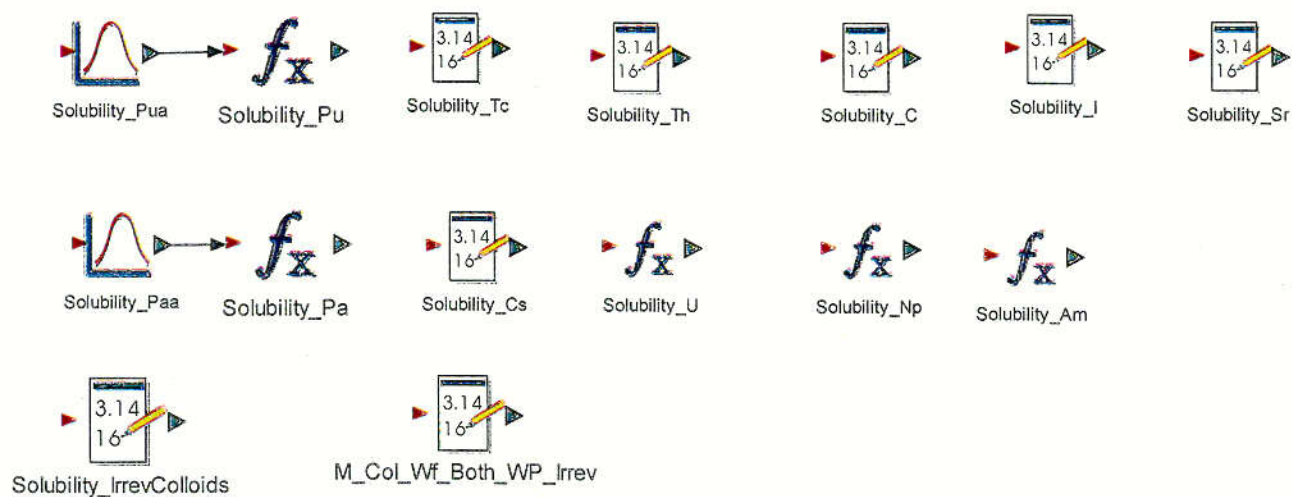 3.14
16
3.14
16
3.14
16
3.14
16
3.14
16
Solubility_Pua
Solubility_Pu
Solubility_Tc
Solubility_Th
Solubility_C
Solubility_I
Solubility_Sr
3.14
16
Solubility_Paa
Solubility_Pa
Solubility_Cs
Solubility_U
Solubility_Np
Solubility_Am
3.14
16
3.14
16
Solubility_IrrevColloids
M_Col_Wf_Both_WP_Irrev